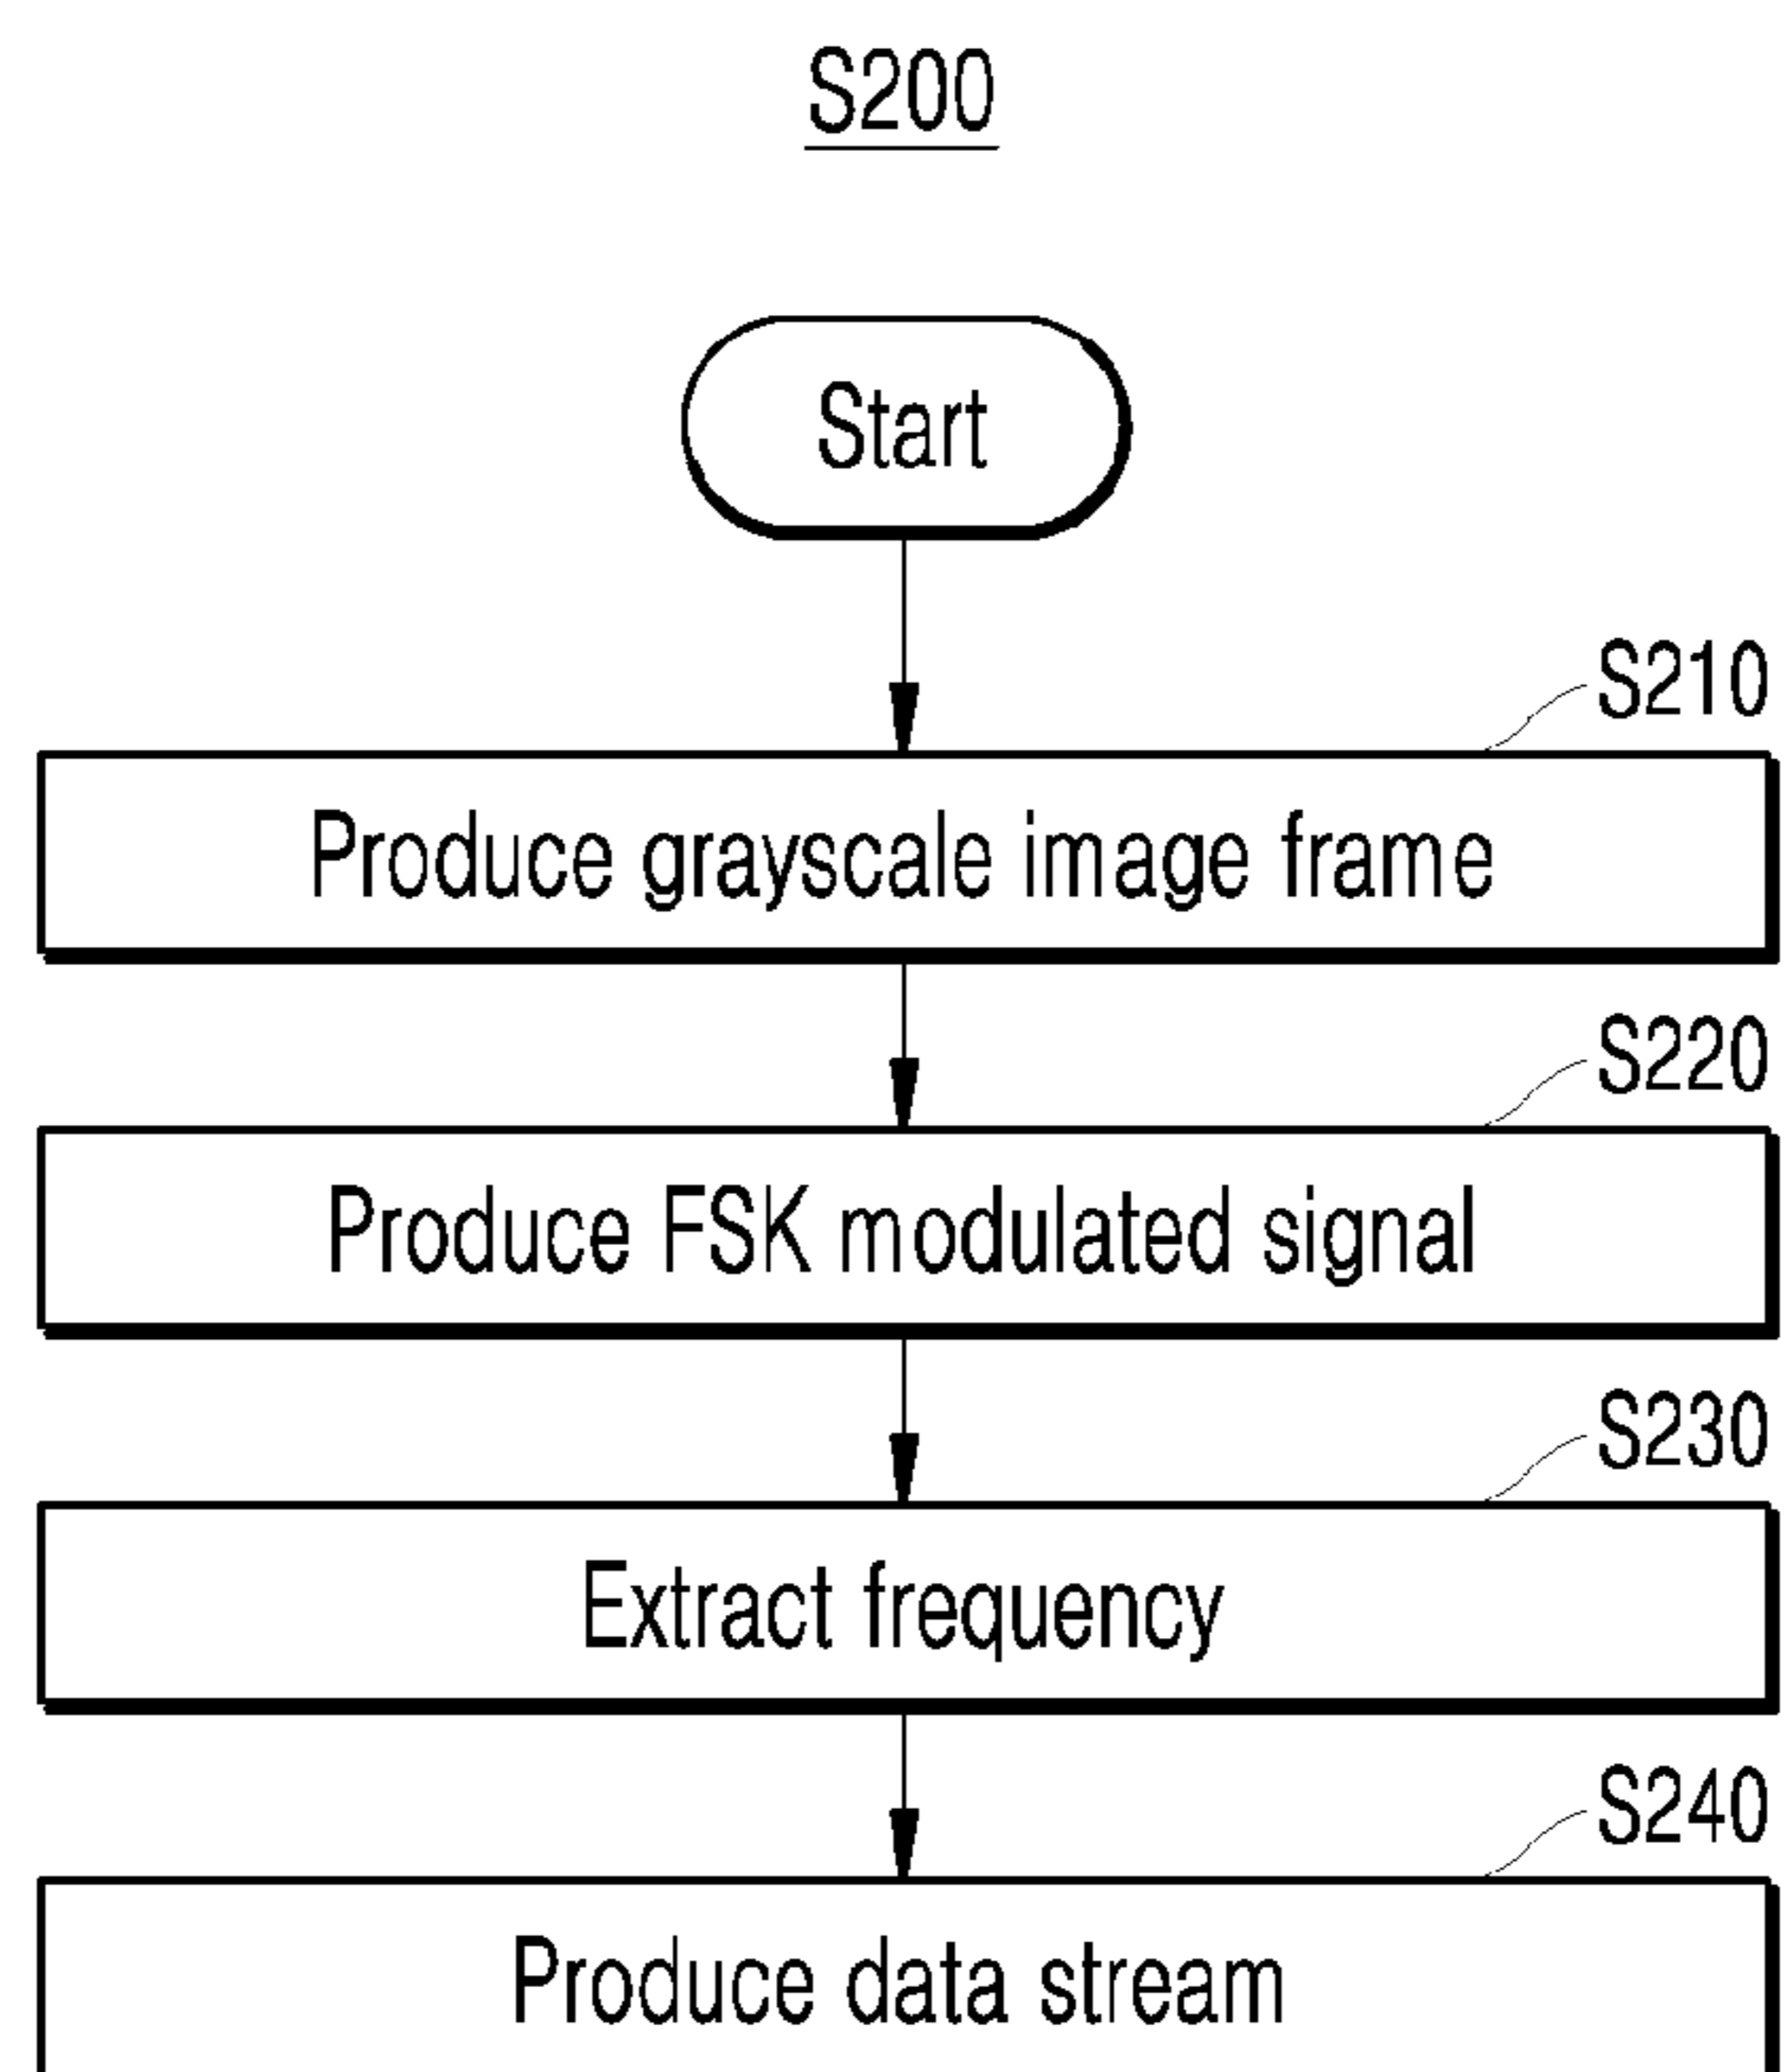 S200
Start
S210
Produce grayscale image frame
S220
Produce FSK modulated signal
S230
Extract frequency
S240
Produce data stream